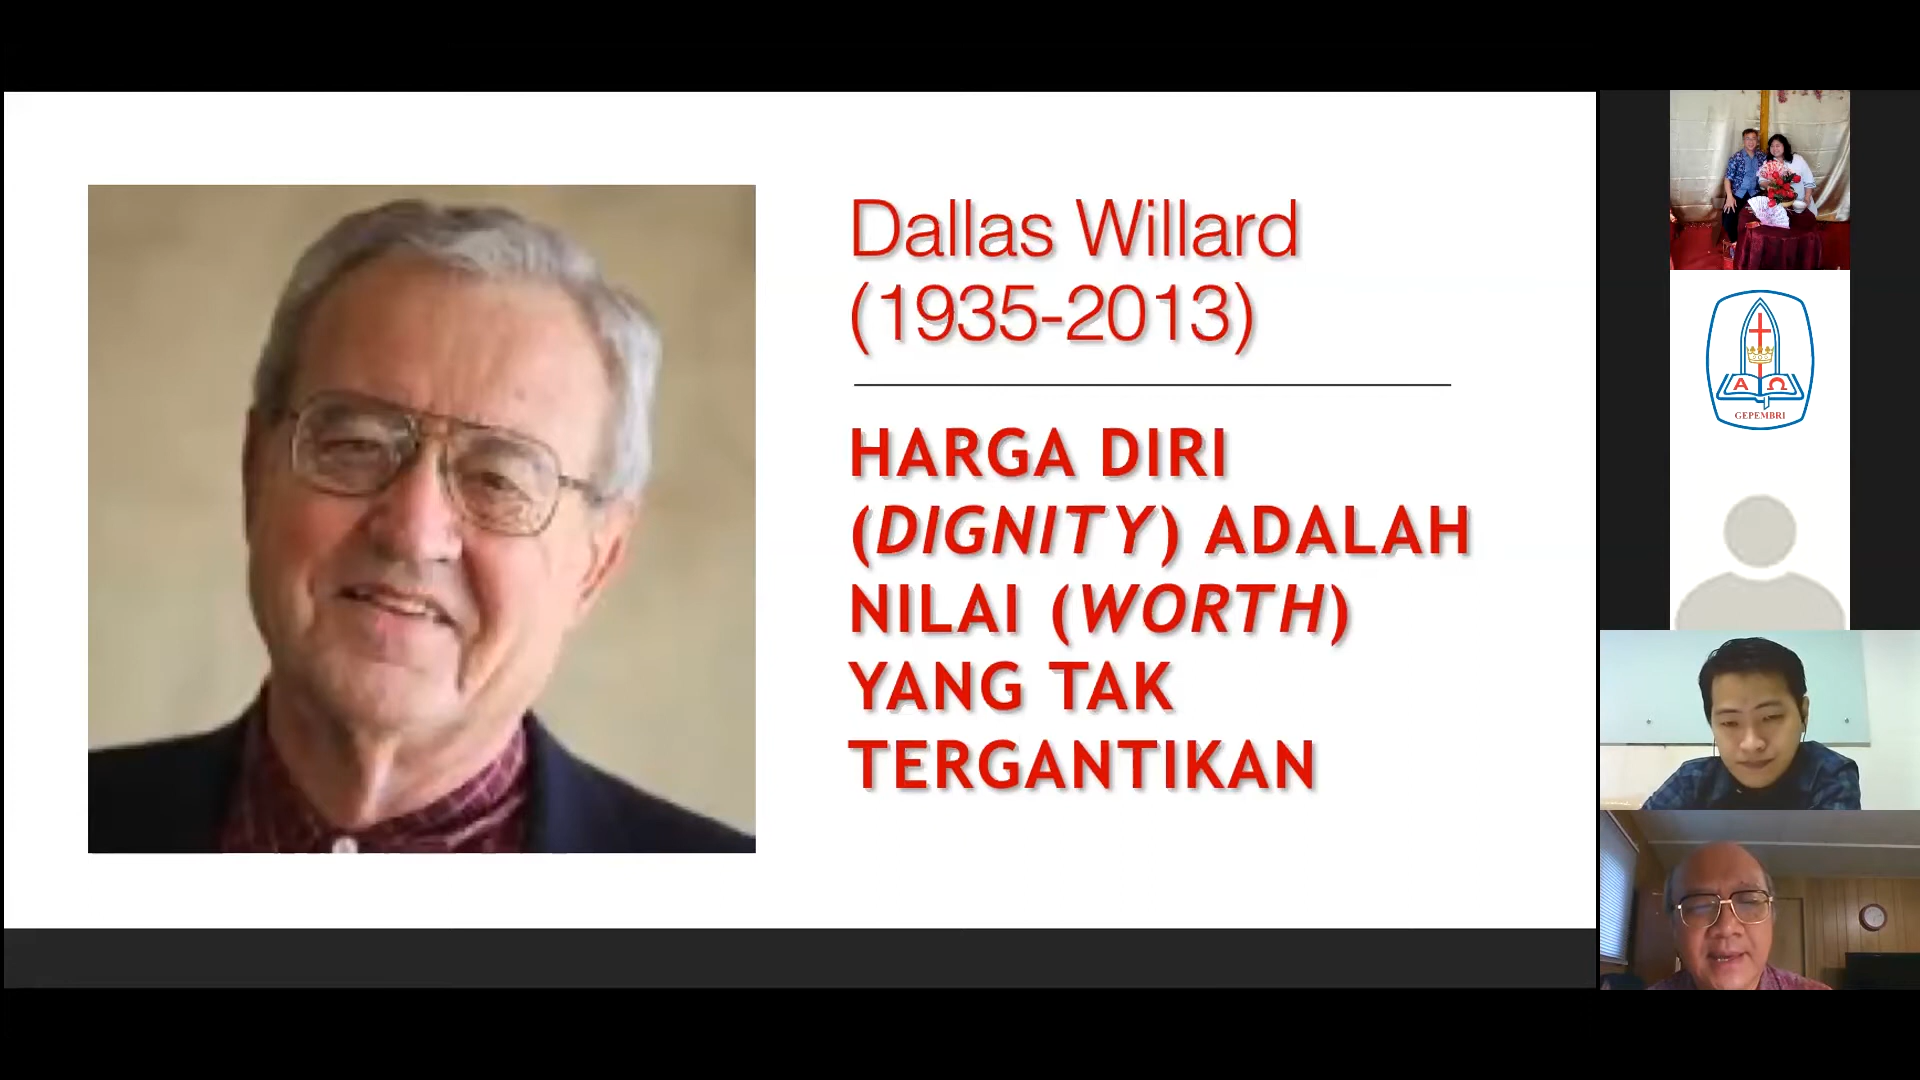 Dallas Willard
(1935-2013)
HARGA DIRI
(DIGNITY) ADALAH
NILAI (WORTH)
YANG TAK
TERGANTIKAN
Α Ω
GEPEMBRI